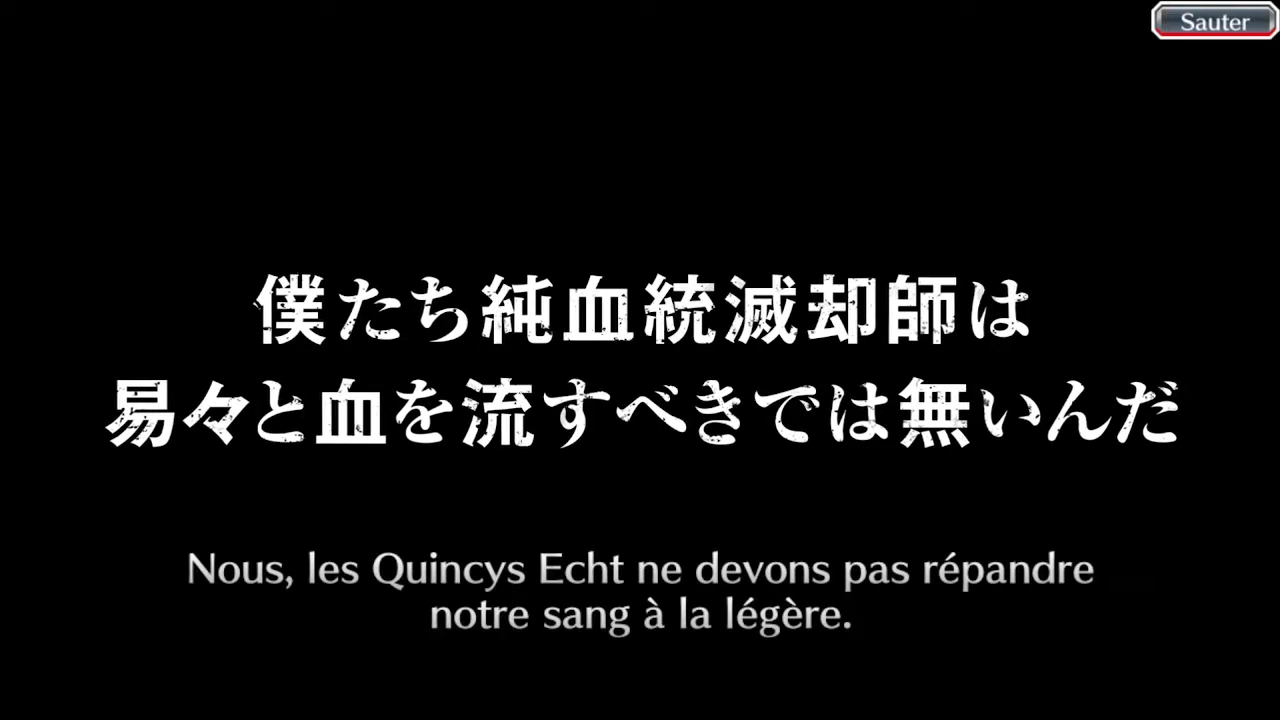 Sauter
僕たち純血統滅却師は
易々と血を流すべきでは無いんだ
Nous, les Quincys Echt ne devons pas répandre
notre sang à la légère.